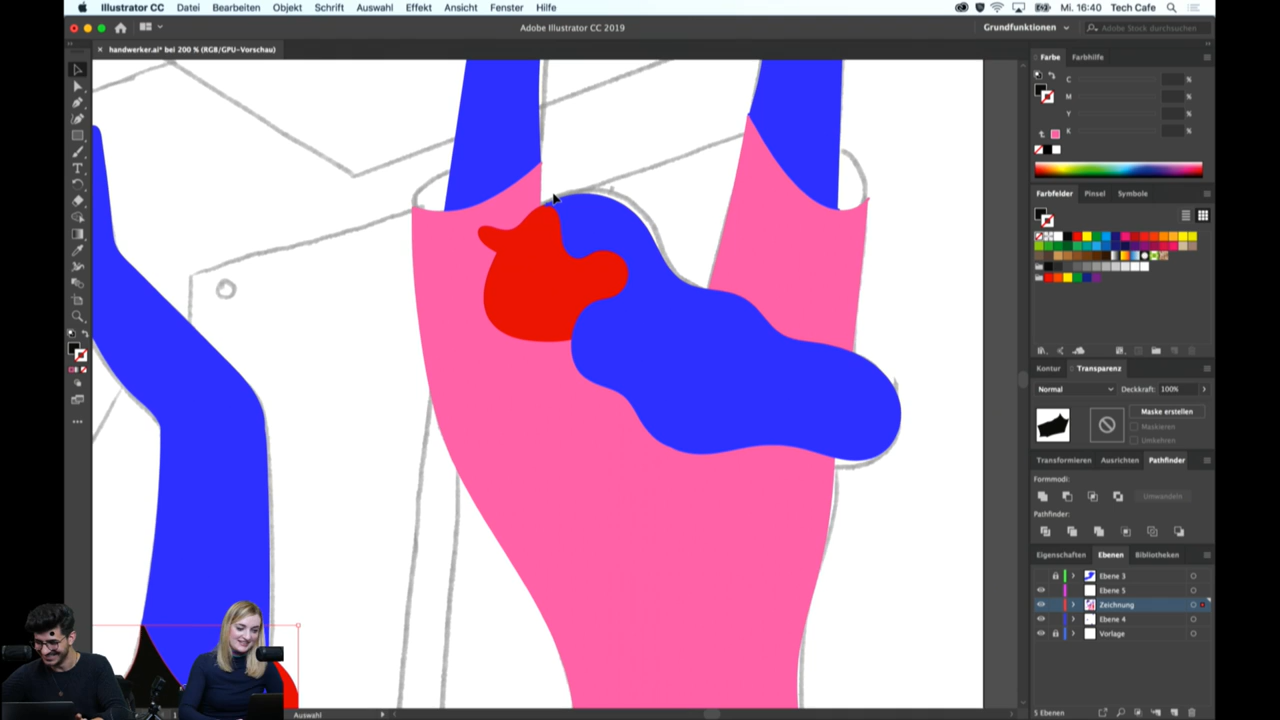 Illustrator CC Datei Bearbeiten Objekt Schrift Auswahl Effekt Ansicht Fenster Hilfe Mi. 16:40 Tech Cafe
Adobe Illustrator CC 2019 Grundfunktionen Adobe Stock durchsuchen
handwerker.ai* bei 200 % (RGB/GPU-Vorschau)
Farbe Farbhilfe
C %
M %
Y %
K %
Farbfelder Pinsel Symbole
Kontur Transparenz
Normal Deckkraft: 100%
Maske erstellen
Maskieren
Umkehren
Transformieren Ausrichten Pathfinder
Formmodi:
Umwandeln
Pathfinder:
Eigenschaften Ebenen Bibliotheken
Ebene 3
Ebene 5
Zeichnung
Ebene 4
Vorlage
Auswahl
5 Ebenen